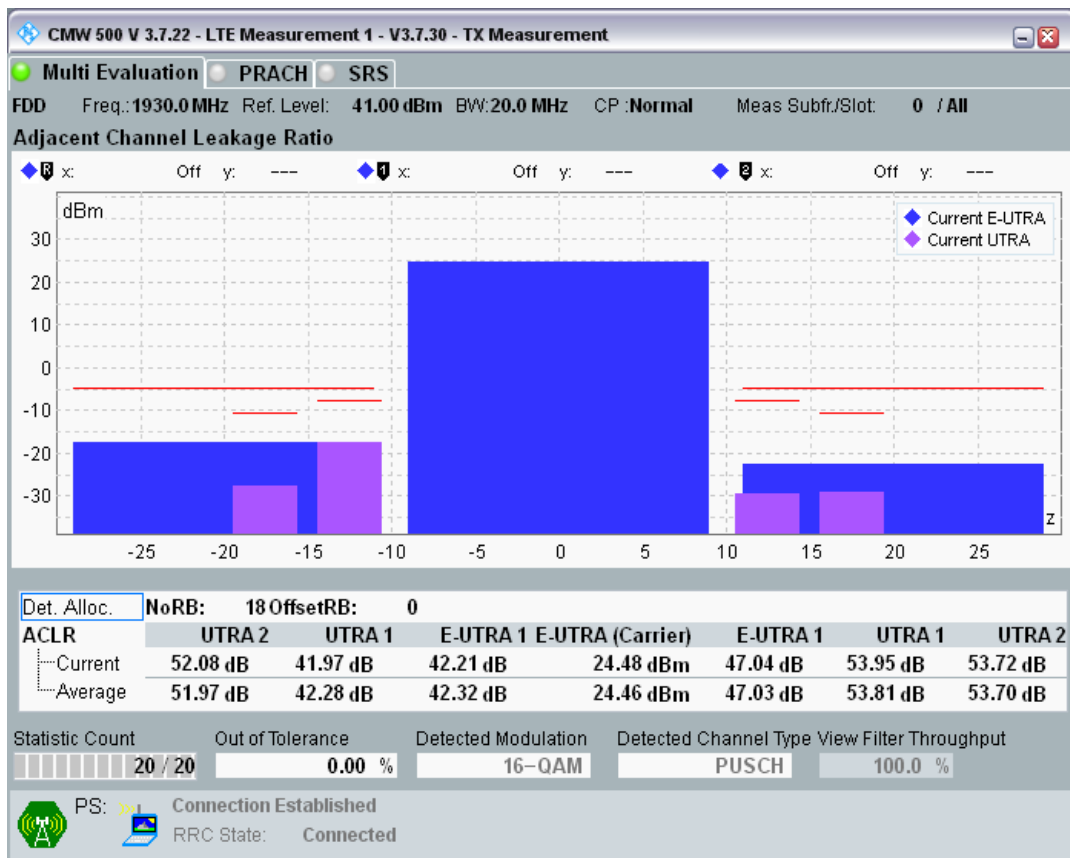 CMW 500 V 3.7.22 - LTE Measurement 1 - V3.7.30 - TX Measurement
Multi Evaluation PRACH SRS
FDD Freq.: 1930.0 MHz Ref. Level: 41.00 dBm BW: 20.0 MHz CP : Normal Meas Subfr./Slot: 0 / All
Adjacent Channel Leakage Ratio
R x: Off y: --- 1 x: Off y: --- 2 x: Off y: ---
dBm
Current E-UTRA
Current UTRA
30
20
10
0
-10
-20
-30
z
-25 -20 -15 -10 -5 0 5 10 15 20 25
Det. Alloc. NoRB: 18 OffsetRB: 0
ACLR UTRA 2 UTRA 1 E-UTRA 1 E-UTRA (Carrier) E-UTRA 1 UTRA 1 UTRA 2
Current 52.08 dB 41.97 dB 42.21 dB 24.48 dBm 47.04 dB 53.95 dB 53.72 dB
Average 51.97 dB 42.28 dB 42.32 dB 24.46 dBm 47.03 dB 53.81 dB 53.70 dB
Statistic Count Out of Tolerance Detected Modulation Detected Channel Type View Filter Throughput
20 / 20 0.00 % 16-QAM PUSCH 100.0 %
PS: Connection Established
RRC State: Connected